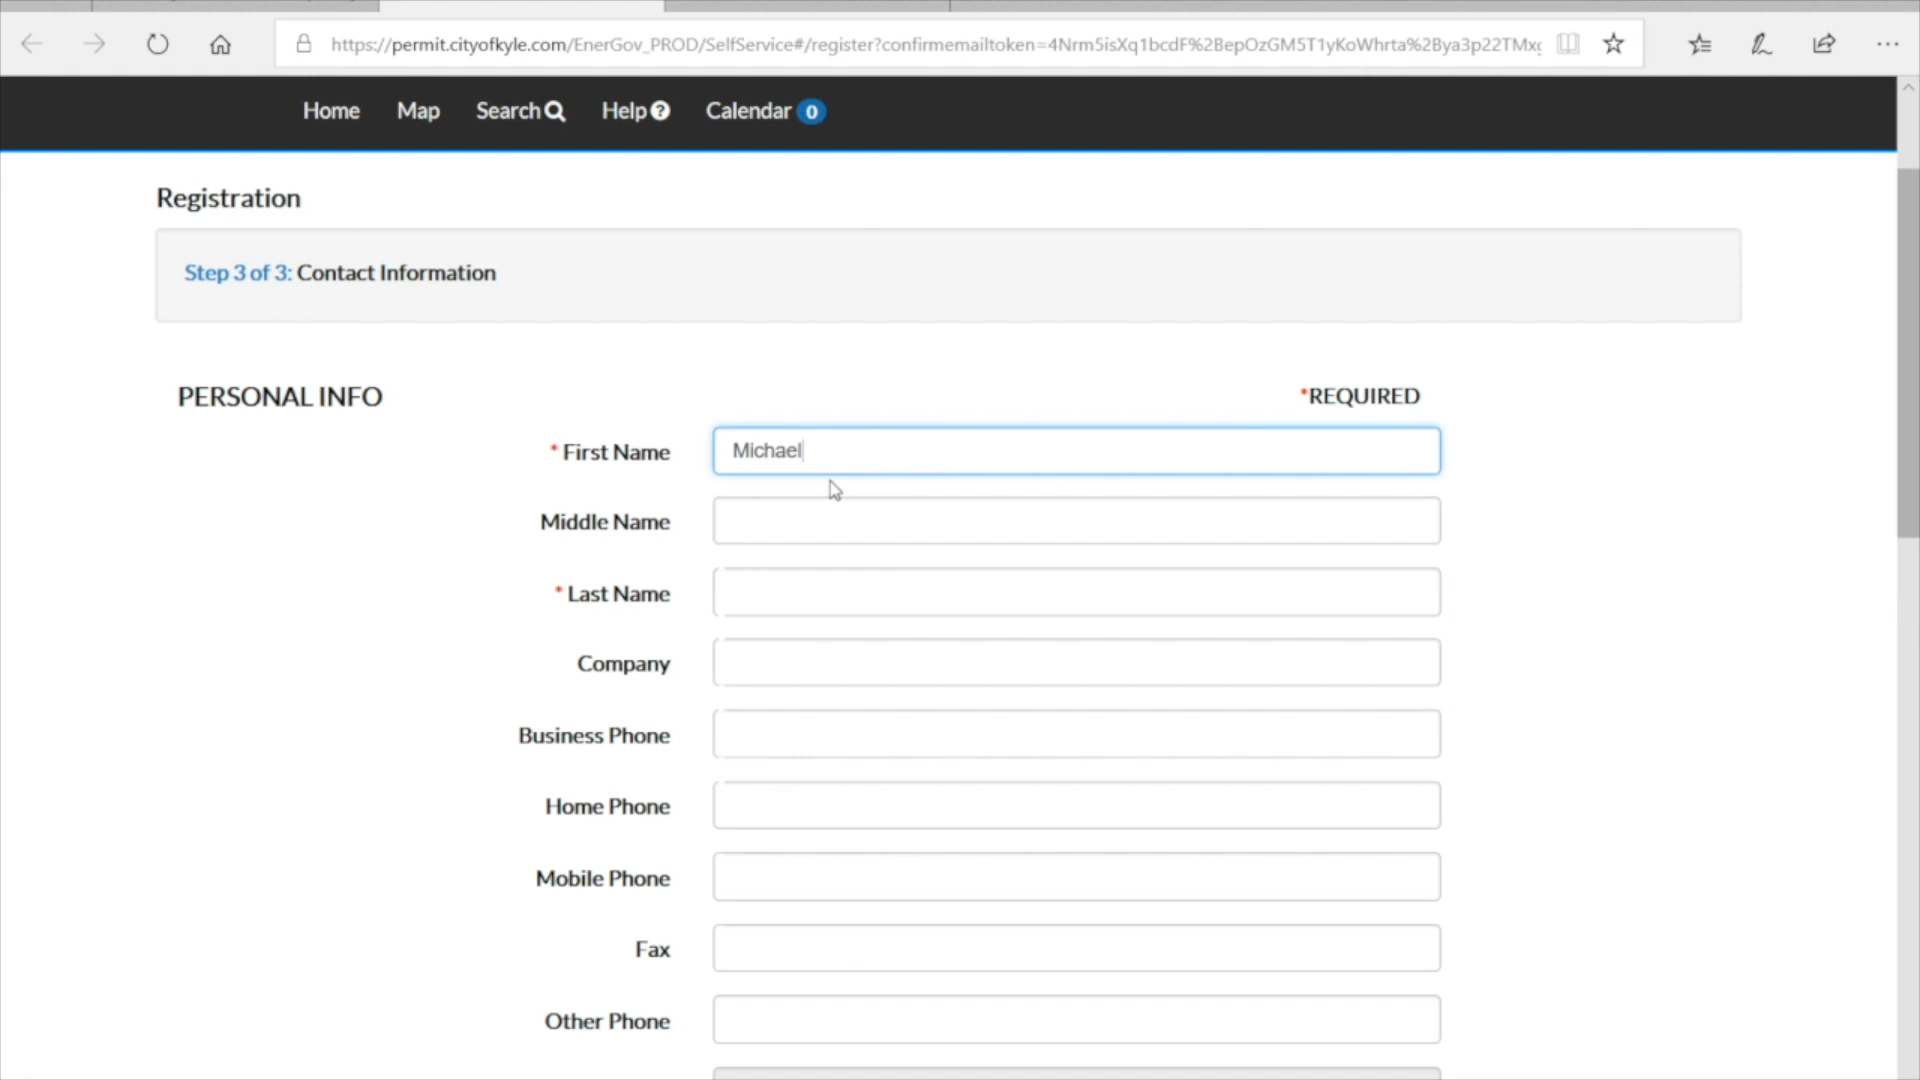 https://permit.cityofkyle.com/EnerGov_PROD/SelfService#/register?confirmemailtoken=4Nrm5isXq1bcdF%2BepOzGM5T1yKoWhrta%2Bya3p22TMx
Home Map Search Help Calendar 0
Registration
Step 3 of 3: Contact Information
PERSONAL INFO *REQUIRED
* First Name Michael
Middle Name
* Last Name
Company
Business Phone
Home Phone
Mobile Phone
Fax
Other Phone